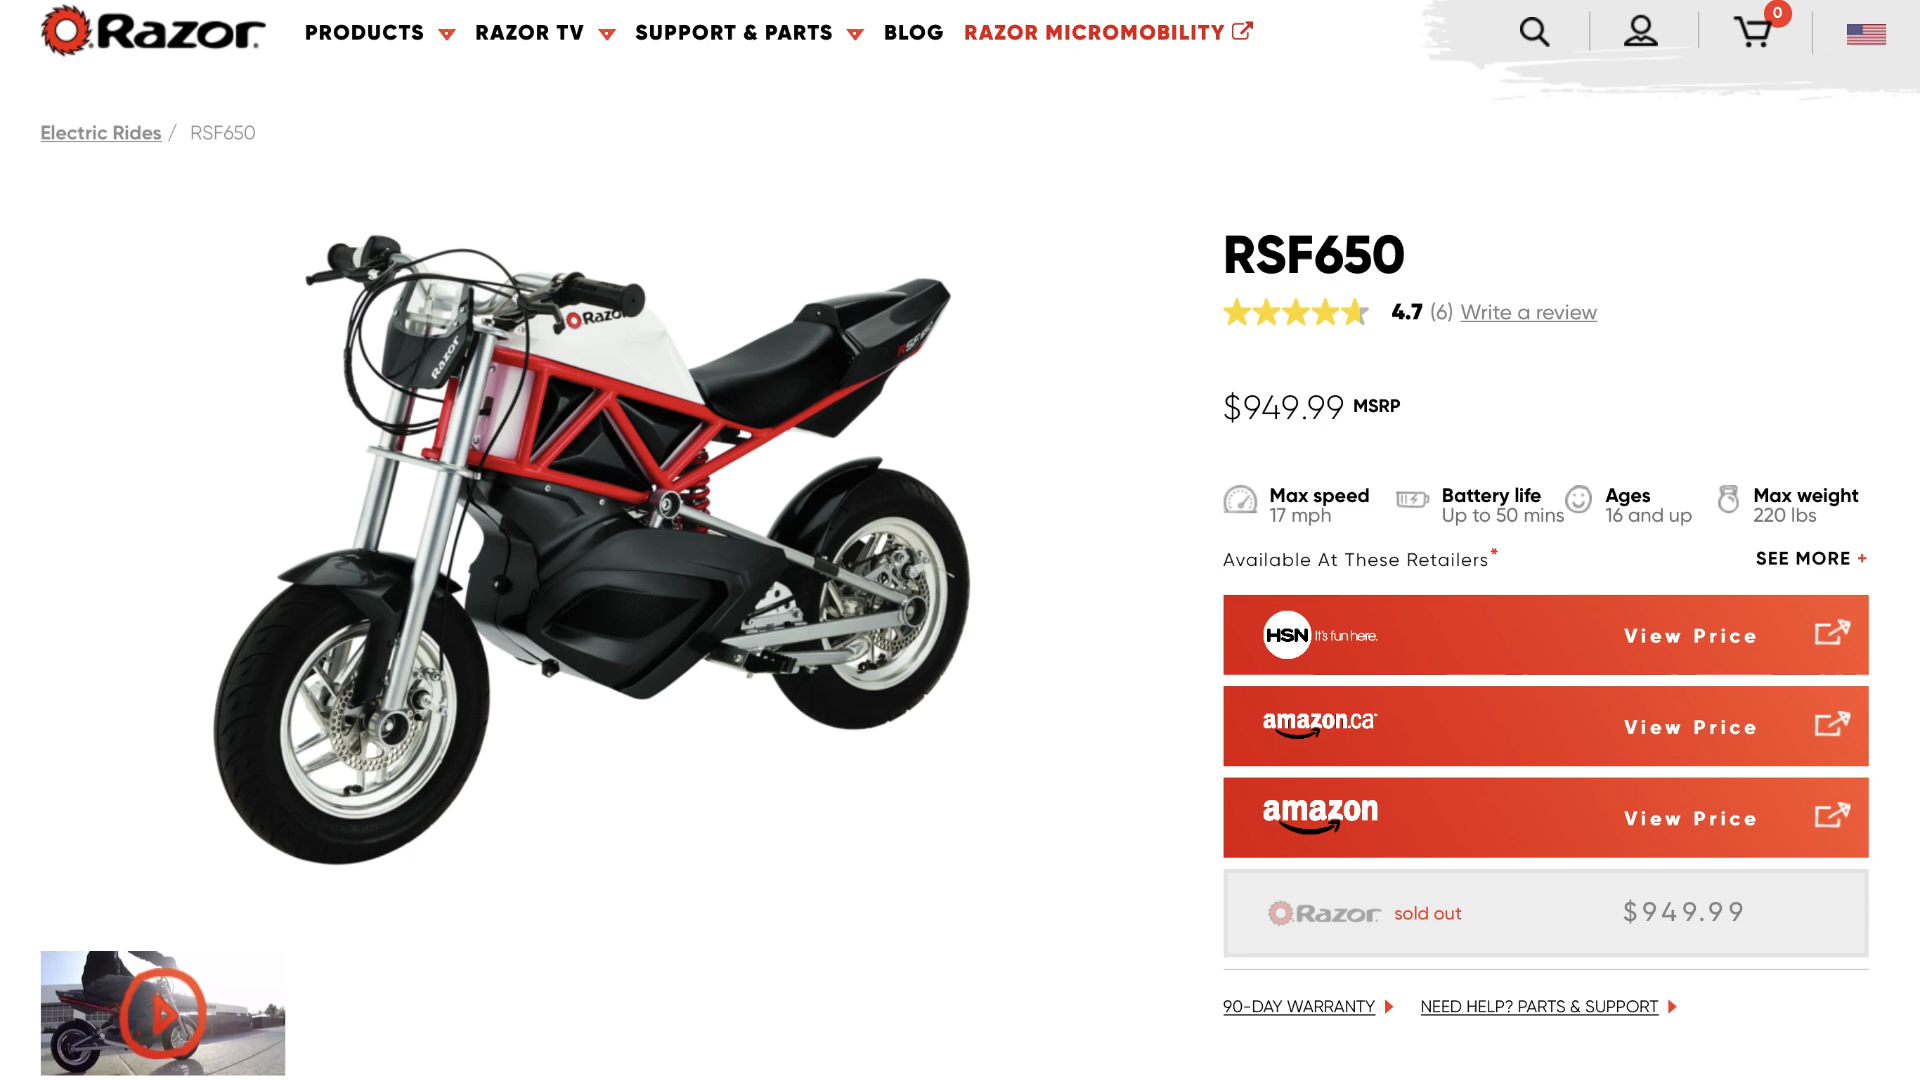 Razor
PRODUCTS
RAZOR TV
SUPPORT & PARTS
BLOG
RAZOR MICROMOBILITY
0
Electric Rides / RSF650
Razor
Razor
RSF650
4.7 (6) Write a review
$949.99 MSRP
Max speed
17 mph
Battery life
Up to 50 mins
Ages
16 and up
Max weight
220 lbs
Available At These Retailers*
SEE MORE +
HSN It's fun here.
View Price
amazon.ca
View Price
amazon
View Price
Razor sold out $949.99
90-DAY WARRANTY
NEED HELP? PARTS & SUPPORT